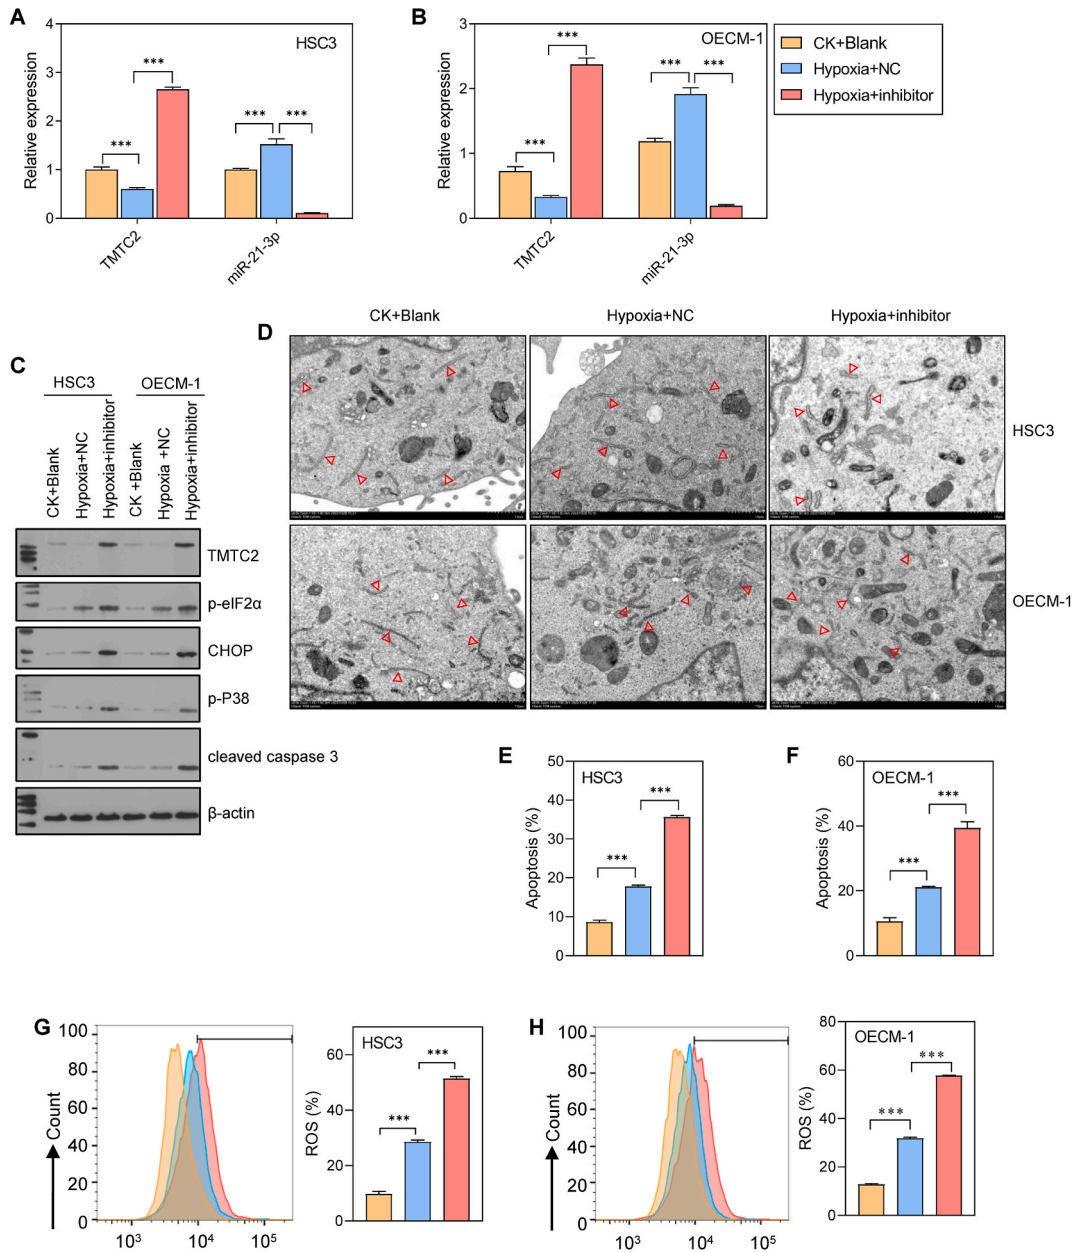 A
HSC3
Relative expression
4
3
2
1
0
***
***
***
***
TMTC2
miR-21-3p
B
OECM-1
Relative expression
3
2
1
0
***
***
***
***
TMTC2
miR-21-3p
CK+Blank
Hypoxia+NC
Hypoxia+inhibitor
C
HSC3
OECM-1
CK+Blank
Hypoxia+NC
Hypoxia+inhibitor
CK +Blank
Hypoxia +NC
Hypoxia+inhibitor
TMTC2
p-eIF2α
CHOP
p-P38
cleaved caspase 3
β-actin
D
CK+Blank
Hypoxia+NC
Hypoxia+inhibitor
HSC3
OECM-1
E
HSC3
Apoptosis (%)
50
40
30
20
10
0
***
***
F
OECM-1
Apoptosis (%)
60
40
20
0
***
***
G
Count
100
80
60
40
20
0
10³
10⁴
10⁵
HSC3
ROS (%)
60
40
20
0
***
***
H
Count
100
80
60
40
20
0
10³
10⁴
10⁵
OECM-1
ROS (%)
80
60
40
20
0
***
***